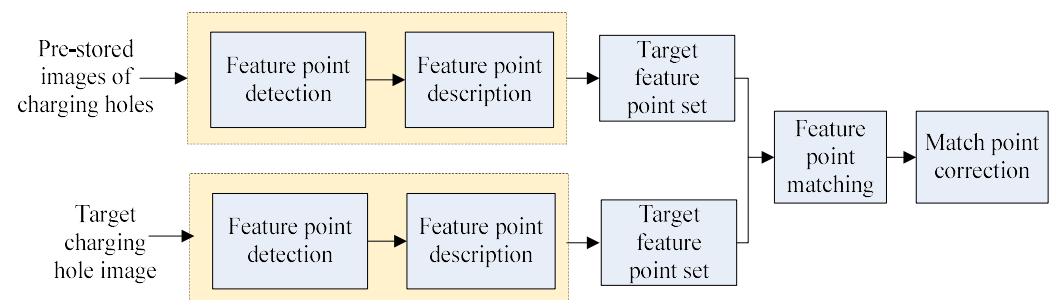 Pre-stored
images of
charging holes
Feature point
detection
Feature point
description
Target
feature
point set
Feature
point
matching
Match point
correction
Target
charging
hole image
Feature point
detection
Feature point
description
Target
feature
point set